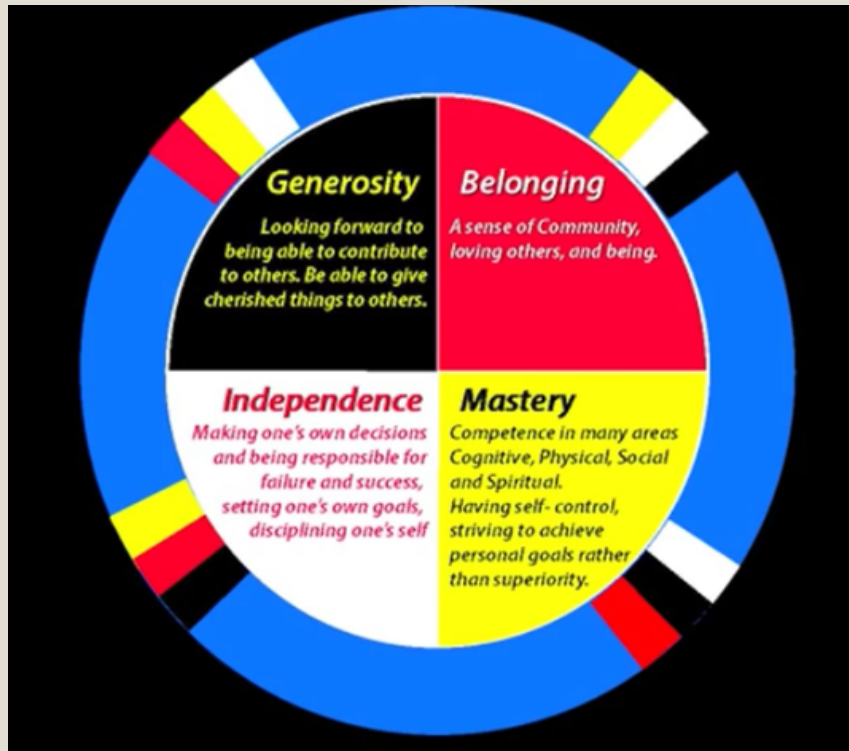 Generosity
Looking forward to
being able to contribute
to others. Be able to give
cherished things to others.
Belonging
A sense of Community,
loving others, and being.
Independence
Making one's own decisions
and being responsible for
failure and success,
setting one's own goals,
disciplining one's self
Mastery
Competence in many areas
Cognitive, Physical, Social
and Spiritual.
Having self- control,
striving to achieve
personal goals rather
than superiority.